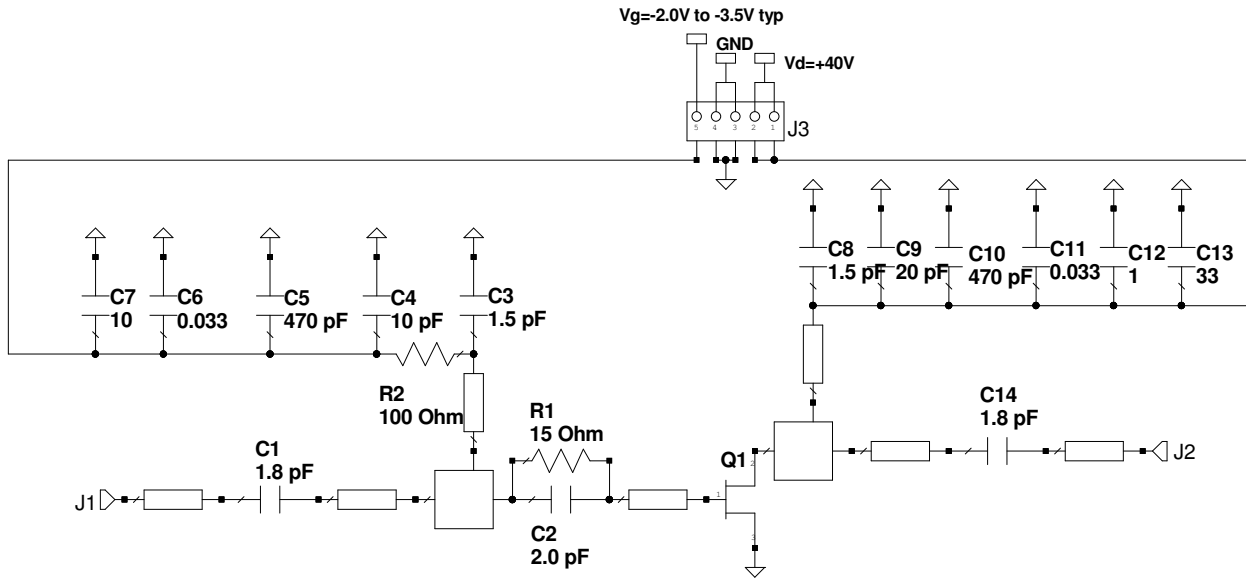 Vg=-2.0V to -3.5V typ
GND
Vd=+40V
5 4 3 2 1
J3
C7
10
C6
0.033
C5
470 pF
C4
10 pF
C3
1.5 pF
C8
1.5 pF
C9
20 pF
C10
470 pF
C11
0.033
C12
1
C13
33
R2
100 Ohm
R1
15 Ohm
C14
1.8 pF
C1
1.8 pF
Q1
2
1
3
J2
J1
C2
2.0 pF